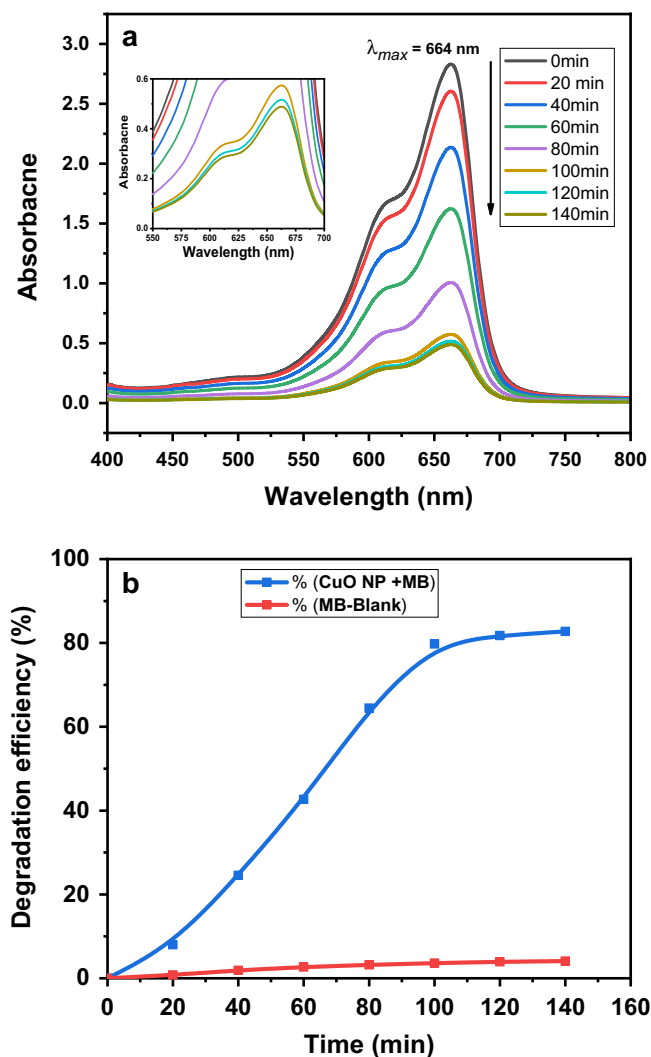 a
λmax = 664 nm
0min
20 min
40min
60min
80min
100min
120min
140min
3.0
2.5
2.0
1.5
1.0
0.5
0.0
Absorbacne
400 450 500 550 600 650 700 750 800
Wavelength (nm)
0.6
0.4
0.2
0.0
Absorbacne
550 575 600 625 650 675 700
Wavelength (nm)
b
% (CuO NP +MB)
% (MB-Blank)
100
80
60
40
20
0
Degradation efficiency (%)
0 20 40 60 80 100 120 140 160
Time (min)